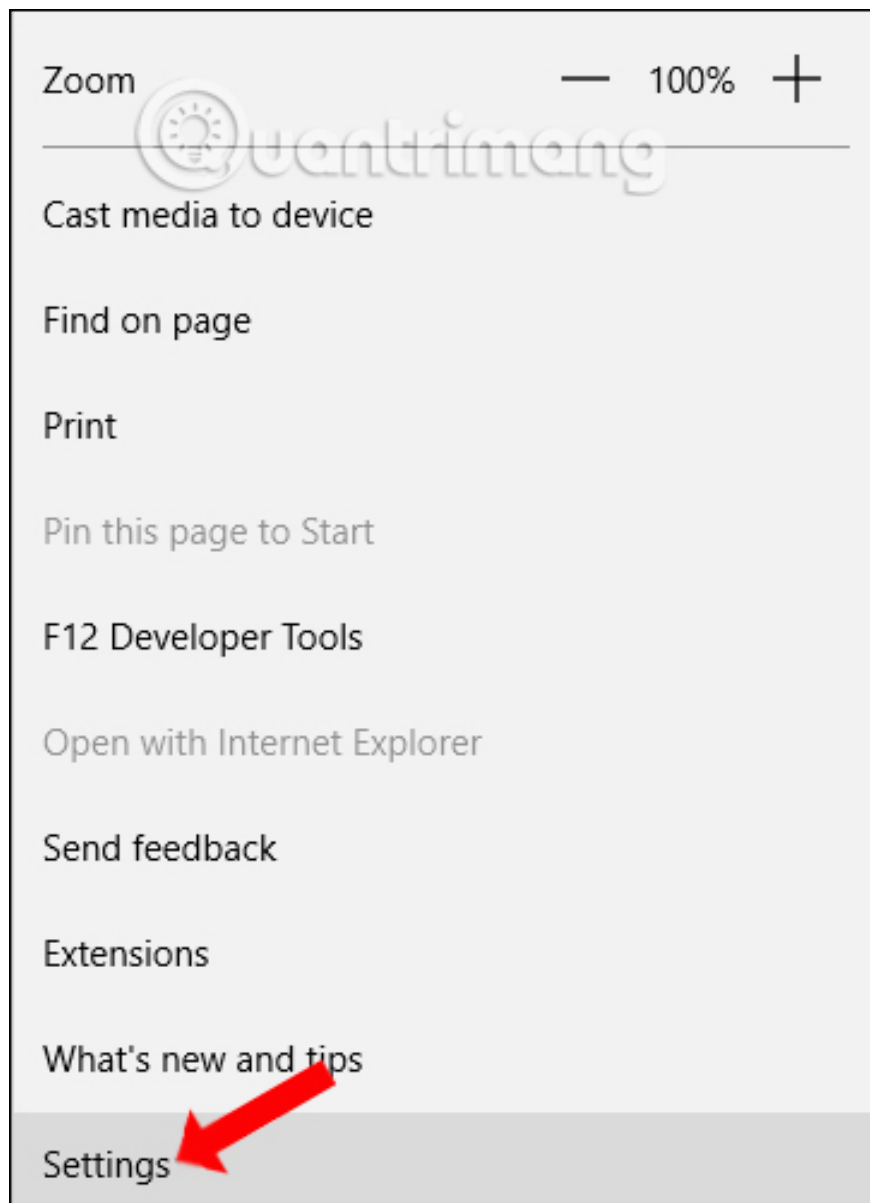 Zoom — 100% +
Quantrimang
Cast media to device
Find on page
Print
Pin this page to Start
F12 Developer Tools
Open with Internet Explorer
Send feedback
Extensions
What's new and tips
Settings